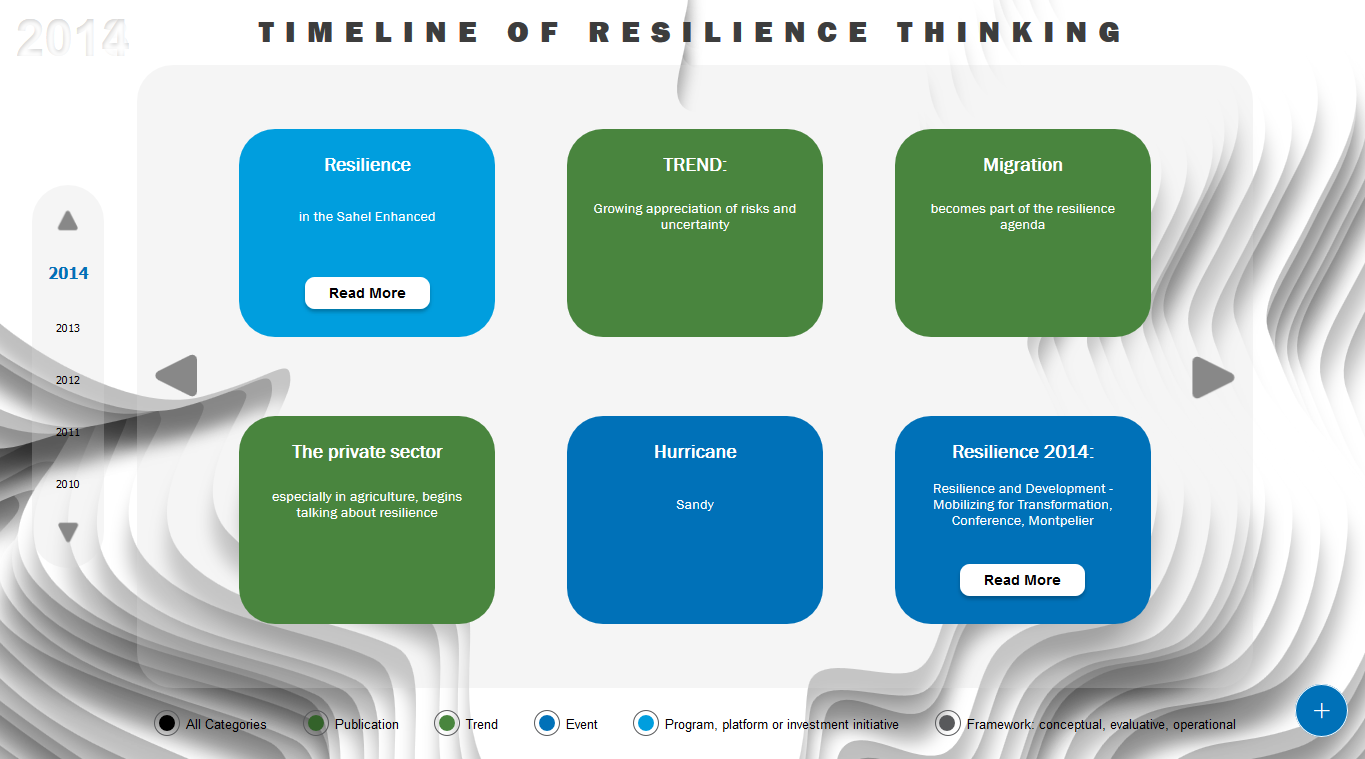 2014
TIMELINE OF RESILIENCE THINKING
Resilience
in the Sahel Enhanced
Read More
TREND:
Growing appreciation of risks and
uncertainty
Migration
becomes part of the resilience
agenda
2014
2013
2012
2011
2010
The private sector
especially in agriculture, begins
talking about resilience
Hurricane
Sandy
Resilience 2014:
Resilience and Development -
Mobilizing for Transformation,
Conference, Montpelier
Read More
All Categories
Publication
Trend
Event
Program, platform or investment initiative
Framework: conceptual, evaluative, operational
+